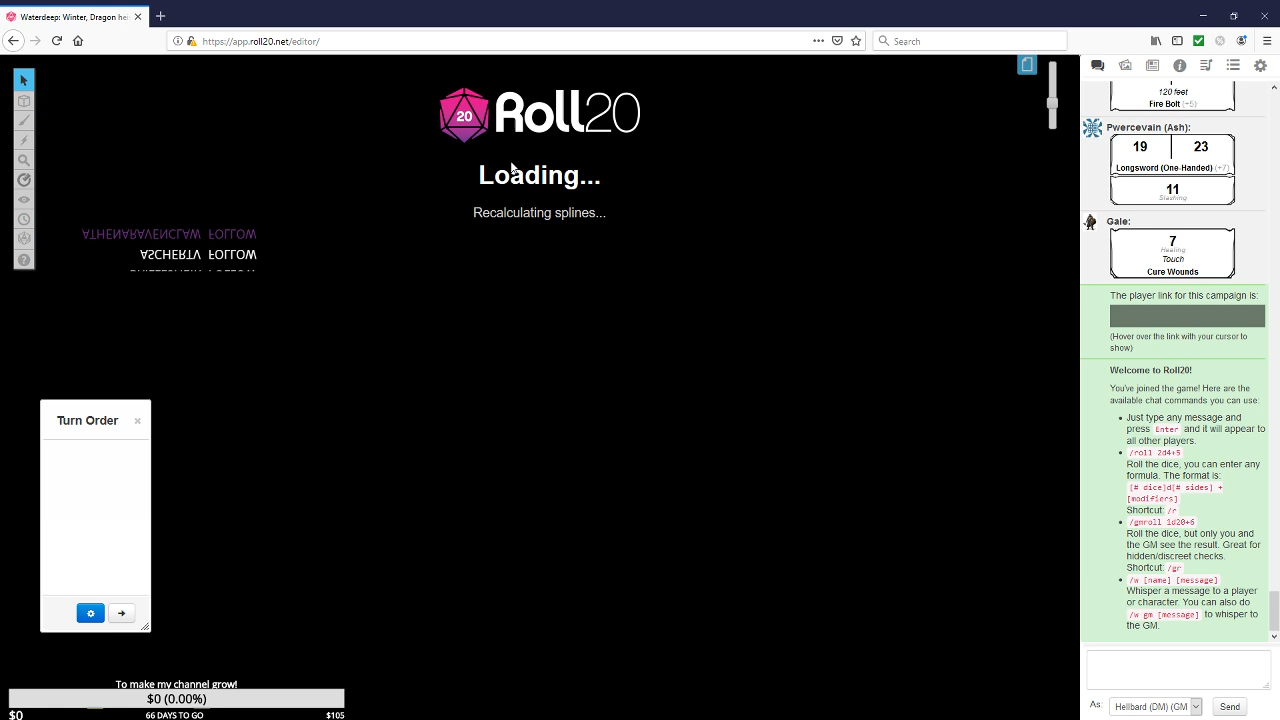 Waterdeep: Winter, Dragon hei
https://app.roll20.net/editor/
Search
20
Roll20
Loading...
Recalculating splines...
ATHENARAVENCLAW FOLLOW
ASCHERTV FOLLOW
Turn Order
To make my channel grow!
$0 (0.00%)
$0
66 DAYS TO GO
$105
120 feet
Fire Bolt (+5)
Pwercevain (Ash):
19 23
Longsword (One-Handed) (+7)
11
Slashing
Gale:
7
Healing
Touch
Cure Wounds
The player link for this campaign is:
(Hover over the link with your cursor to
show)
Welcome to Roll20!
You've joined the game! Here are the
available chat commands you can use:
Just type any message and
press Enter and it will appear to
all other players.
/roll 2d4+5
Roll the dice, you can enter any
formula. The format is:
[# dice]d[# sides] +
[modifiers]
Shortcut: /r
/gmroll 1d20+6
Roll the dice, but only you and
the GM see the result. Great for
hidden/discreet checks.
Shortcut: /gr
/w [name] [message]
Whisper a message to a player
or character. You can also do
/w gm [message] to whisper to
the GM.
As: Hellbard (DM) (GM
Send